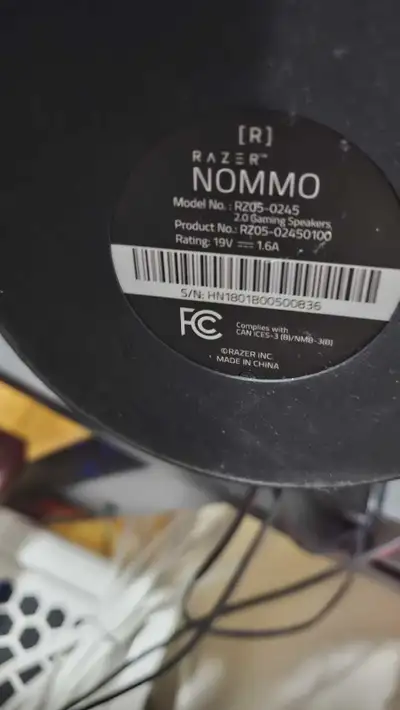 [R]
RAZER™
NOMMO
Model No. : RZ05-0245
2.0 Gaming Speakers
Product No.: RZ05-02450100
Rating: 19V ⎓ 1.6A
S/N: HN1801B00500836
FC
Complies with
CAN ICES-3 (B)/NMB-3(B)
©RAZER INC.
MADE IN CHINA